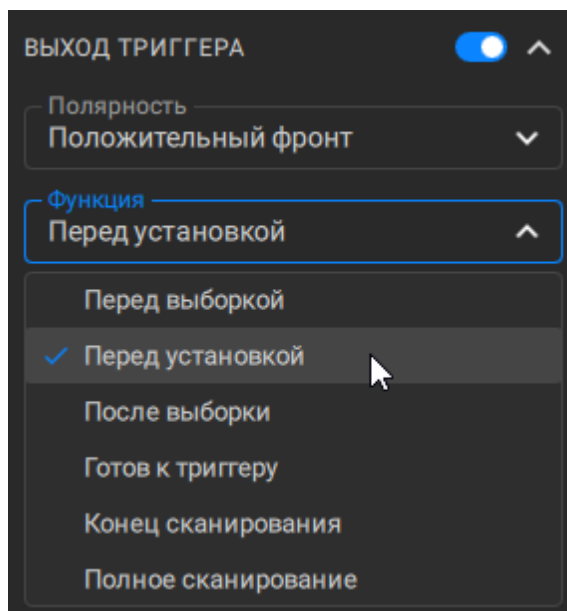 ВЫХОД ТРИГГЕРА
Полярность
Положительный фронт
Функция
Перед установкой
Перед выборкой
Перед установкой
После выборки
Готов к триггеру
Конец сканирования
Полное сканирование